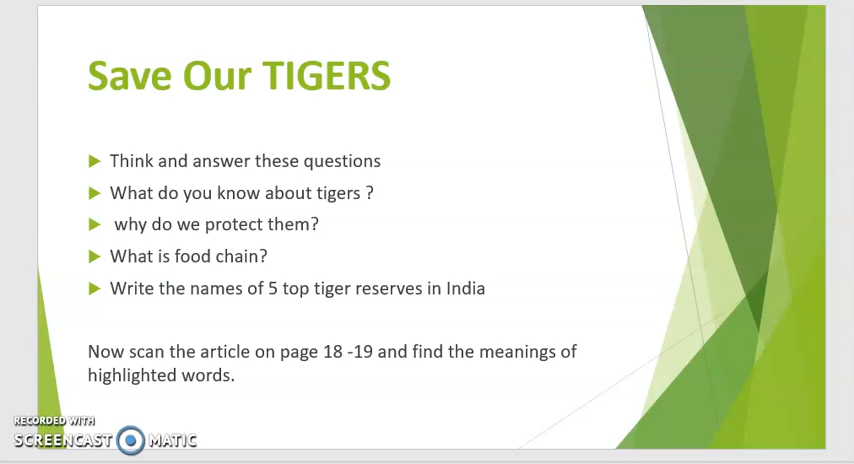 Save Our TIGERS
Think and answer these questions
What do you know about tigers ?
why do we protect them?
What is food chain?
Write the names of 5 top tiger reserves in India
Now scan the article on page 18 -19 and find the meanings of
highlighted words.
RECORDED WITH
SCREENCAST MATIC